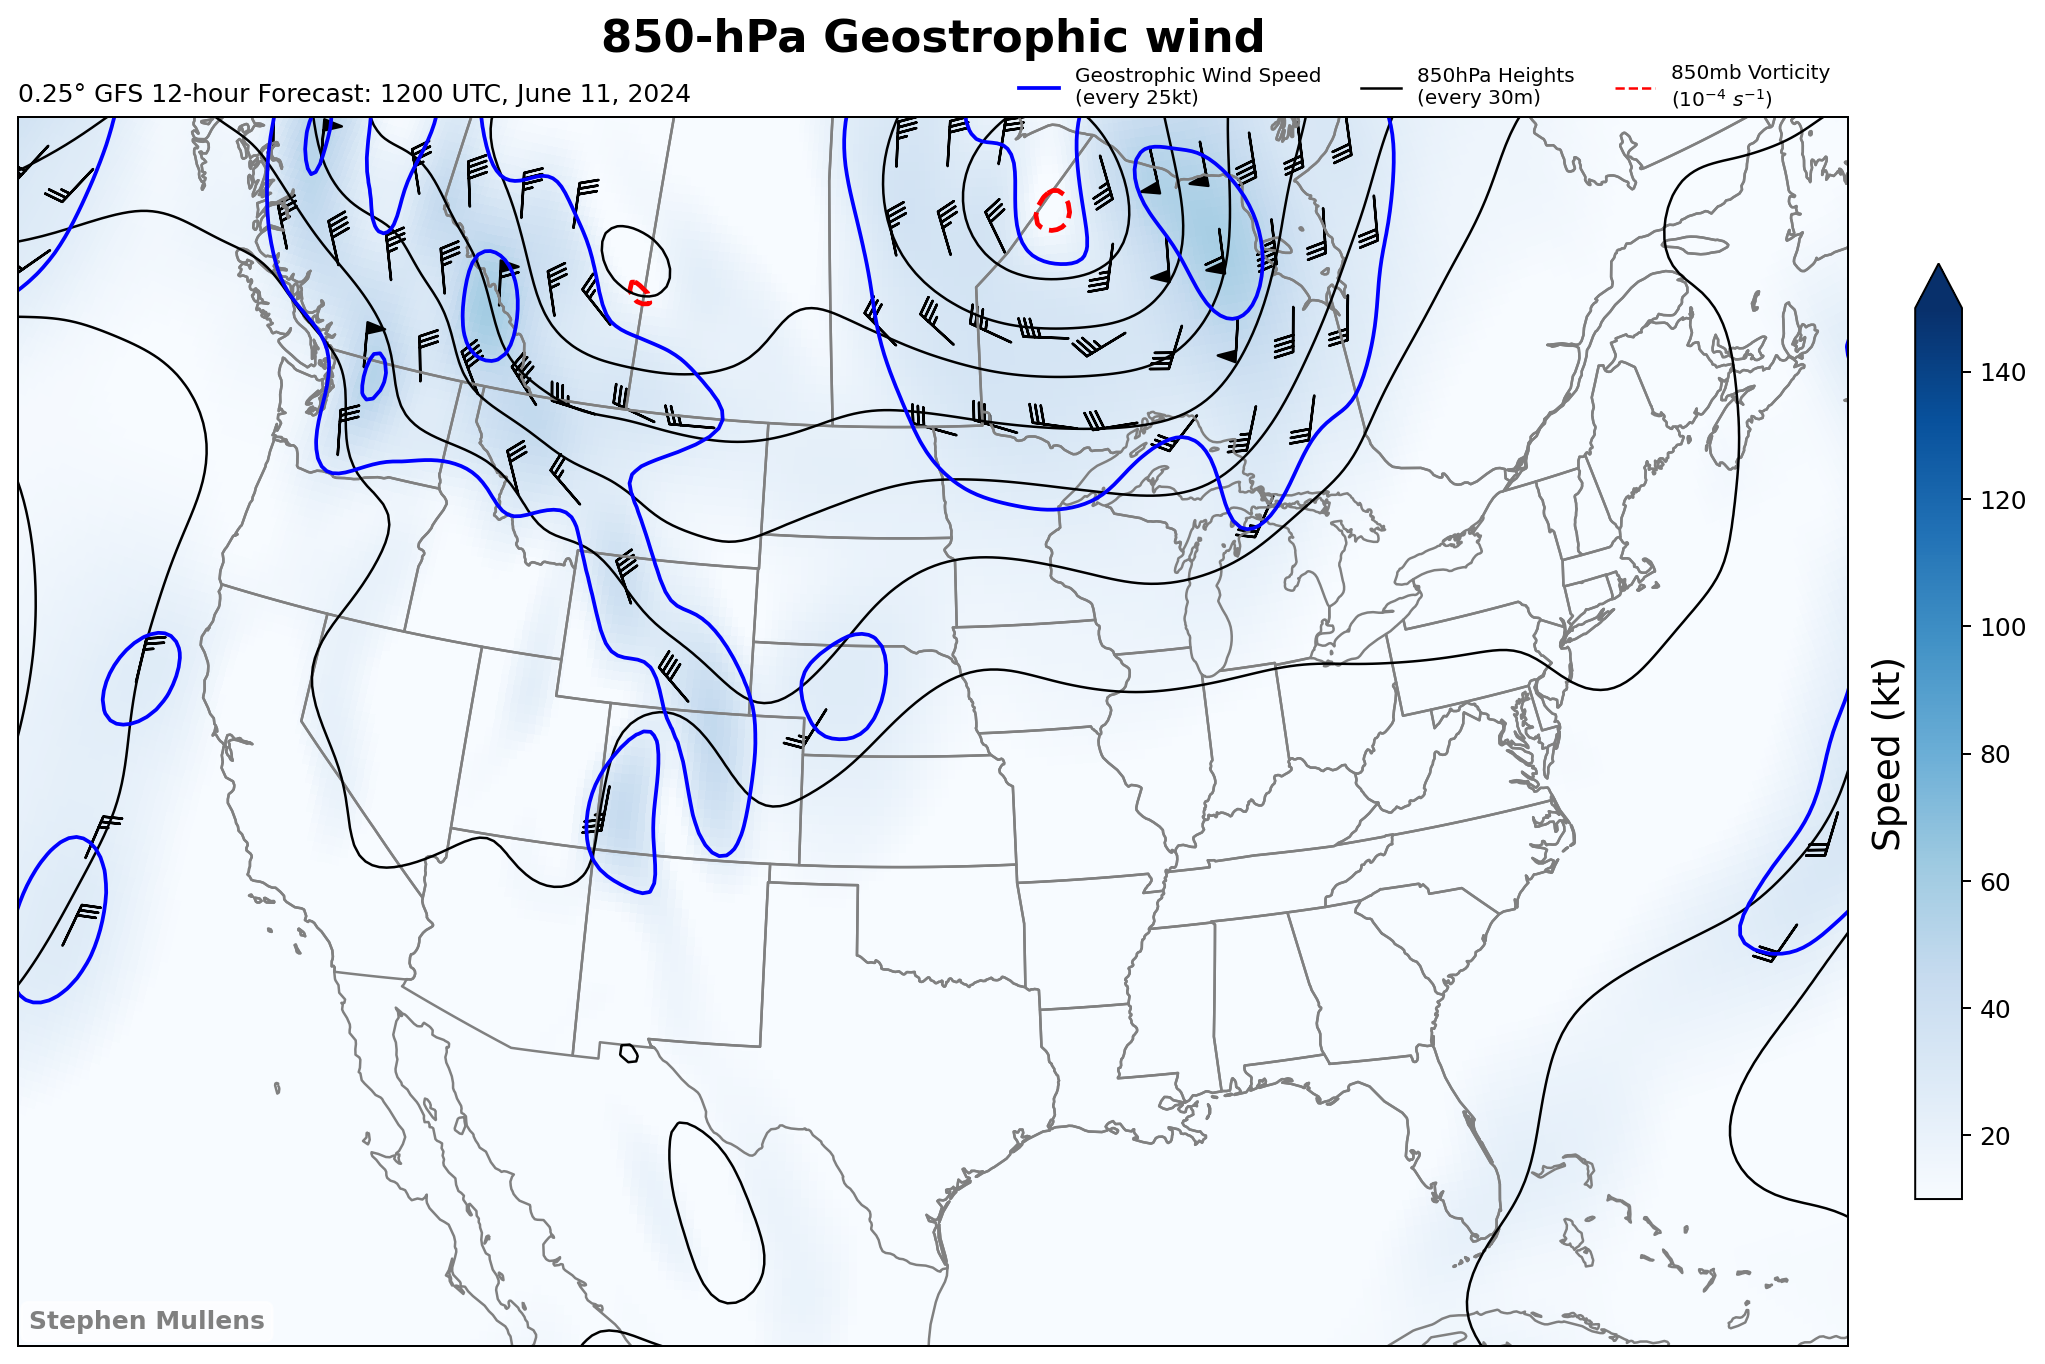 850-hPa Geostrophic wind
0.25° GFS 12-hour Forecast: 1200 UTC, June 11, 2024
Geostrophic Wind Speed
(every 25kt)
850hPa Heights
(every 30m)
850mb Vorticity
(10⁻⁴ s⁻¹)
140
120
100
80
60
40
20
Speed (kt)
Stephen Mullens